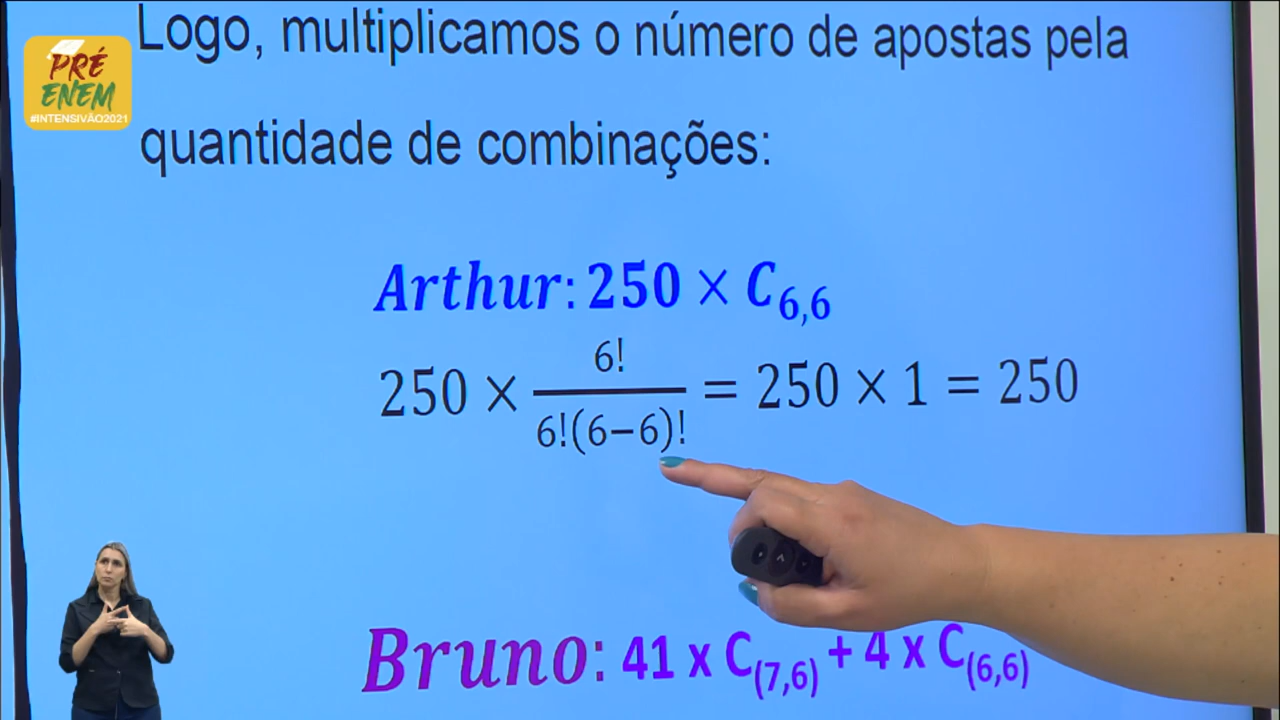 Logo, multiplicamos o número de apostas pela
PRÉ
ENEM
#INTENSIVÃO2021
quantidade de combinações:
Arthur: 250 × C₆,₆
250 × 6!/6!(6−6)! = 250 × 1 = 250
Bruno: 41 x C₍₇,₆₎ + 4 x C₍₆,₆₎